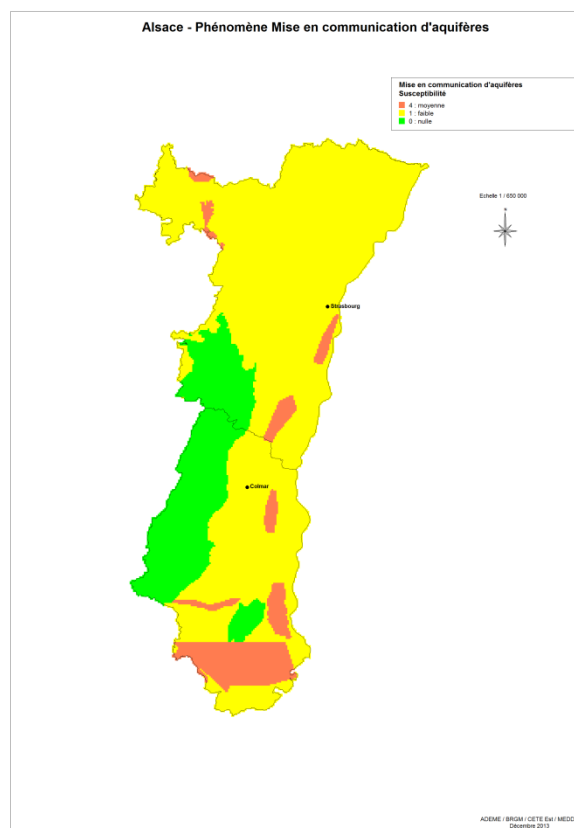 Alsace - Phénomène Mise en communication d'aquifères
Mise en communication d'aquifères
Susceptibilité
4 : moyenne
1 : faible
0 : nulle
Echelle 1 / 650 000
Strasbourg
Colmar
ADEME / BRGM / CETE Est / MEDD
Décembre 2013